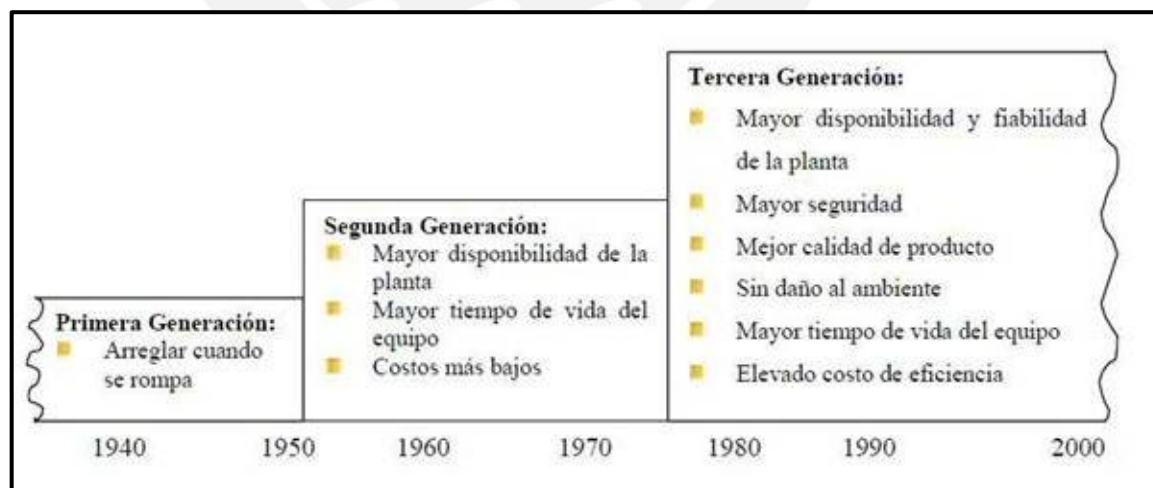 Primera Generación:
Arreglar cuando
se rompa
Segunda Generación:
Mayor disponibilidad de la
planta
Mayor tiempo de vida del
equipo
Costos más bajos
Tercera Generación:
Mayor disponibilidad y fiabilidad
de la planta
Mayor seguridad
Mejor calidad de producto
Sin daño al ambiente
Mayor tiempo de vida del equipo
Elevado costo de eficiencia
1940 1950 1960 1970 1980 1990 2000